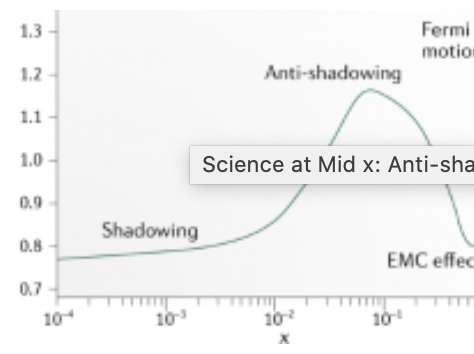 1.3
Fermi
motion
1.2
Anti-shadowing
1.1
1.0
Science at Mid x: Anti-sha
0.9
Shadowing
0.8
EMC effec
0.7
10⁻⁴ 10⁻³ 10⁻² 10⁻¹
x